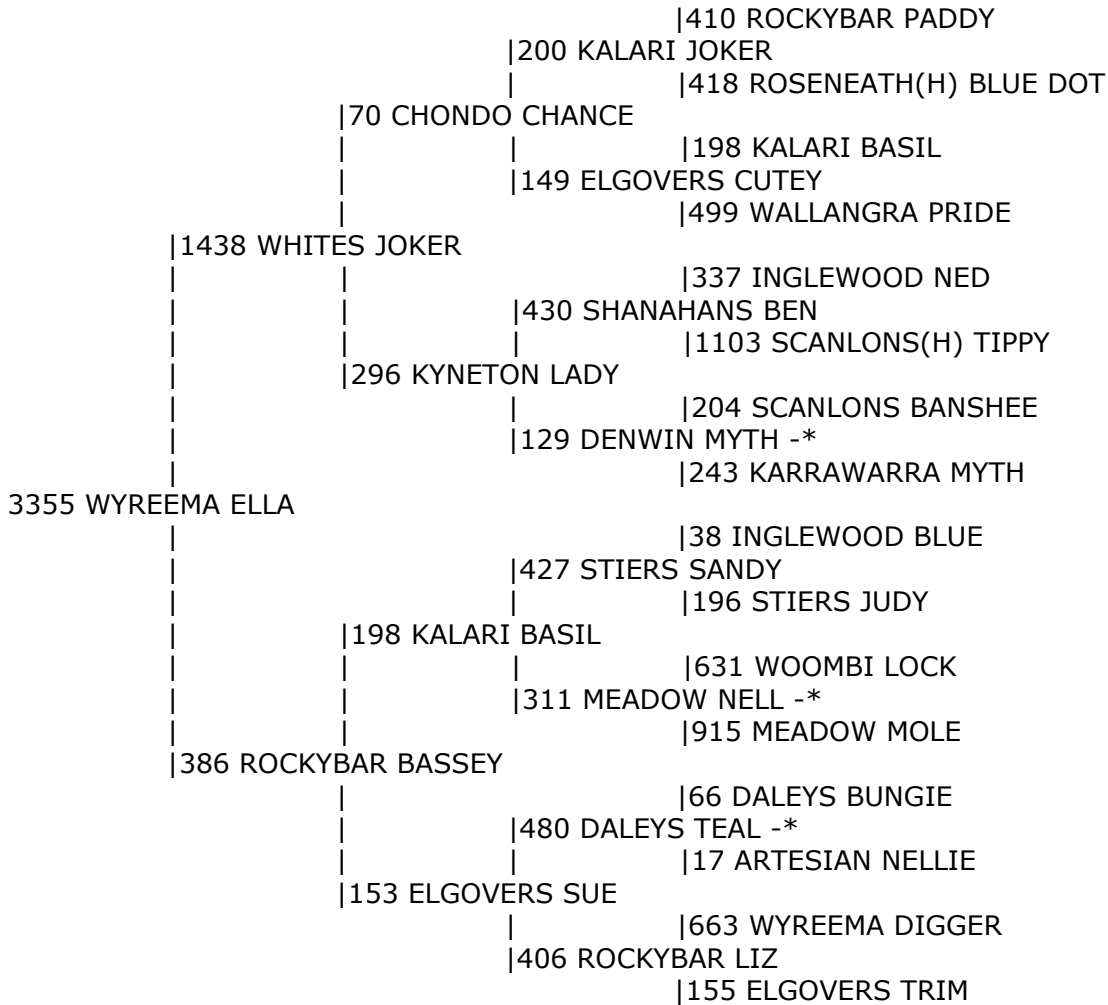 |410 ROCKYBAR PADDY
|200 KALARI JOKER
|418 ROSENEATH(H) BLUE DOT
|70 CHONDO CHANCE
|198 KALARI BASIL
|149 ELGOVERS CUTEY
|499 WALLANGRA PRIDE
|1438 WHITES JOKER
|337 INGLEWOOD NED
|430 SHANAHANS BEN
|1103 SCANLONS(H) TIPPY
|296 KYNETON LADY
|204 SCANLONS BANSHEE
|129 DENWIN MYTH -*
|243 KARRAWARRA MYTH
3355 WYREEMA ELLA
|38 INGLEWOOD BLUE
|427 STIERS SANDY
|196 STIERS JUDY
|198 KALARI BASIL
|631 WOOMBI LOCK
|311 MEADOW NELL -*
|915 MEADOW MOLE
|386 ROCKYBAR BASSEY
|66 DALEYS BUNGIE
|480 DALEYS TEAL -*
|17 ARTESIAN NELLIE
|153 ELGOVERS SUE
|663 WYREEMA DIGGER
|406 ROCKYBAR LIZ
|155 ELGOVERS TRIM